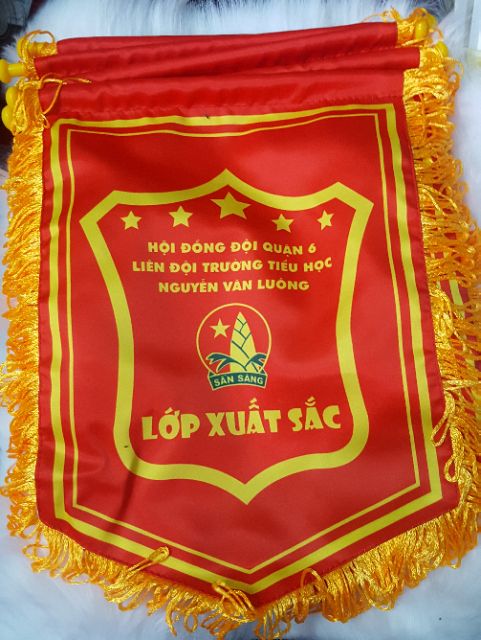 HỘI ĐỒNG ĐỘI QUẬN 6
LIÊN ĐỘI TRƯỜNG TIỂU HỌC
NGUYỄN VĂN LUÔNG
SẴN SÀNG
LỚP XUẤT SẮC